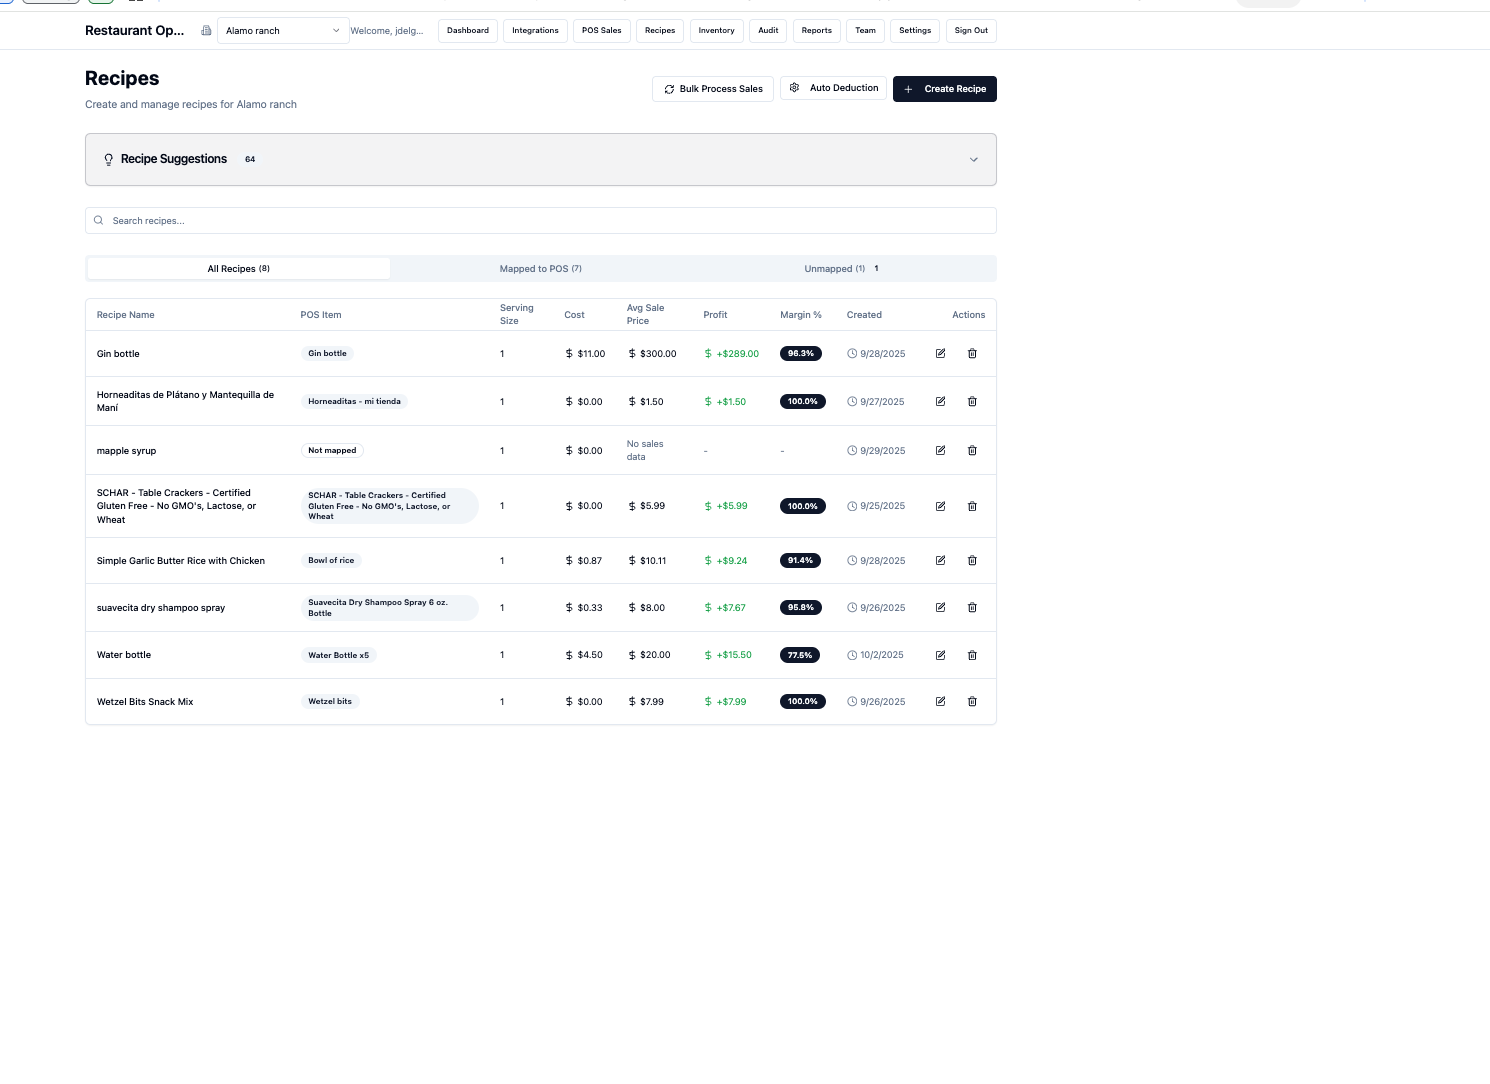 Restaurant Op...
Alamo ranch
Welcome, jdelg...
Dashboard
Integrations
POS Sales
Recipes
Inventory
Audit
Reports
Team
Settings
Sign Out
Recipes
Create and manage recipes for Alamo ranch
Bulk Process Sales
Auto Deduction
Create Recipe
Recipe Suggestions 64
Search recipes...
All Recipes (8)
Mapped to POS (7)
Unmapped (1) 1
Recipe Name
POS Item
Serving
Size
Cost
Avg Sale
Price
Profit
Margin %
Created
Actions
Gin bottle
Gin bottle
1
$ $11.00
$ $300.00
$ +$289.00
96.3%
9/28/2025
Horneaditas de Plátano y Mantequilla de
Maní
Horneaditas - mi tienda
1
$ $0.00
$ $1.50
$ +$1.50
100.0%
9/27/2025
mapple syrup
Not mapped
1
$ $0.00
No sales
data
-
-
9/29/2025
SCHAR - Table Crackers - Certified
Gluten Free - No GMO's, Lactose, or
Wheat
SCHAR - Table Crackers - Certified
Gluten Free - No GMO's, Lactose, or
Wheat
1
$ $0.00
$ $5.99
$ +$5.99
100.0%
9/25/2025
Simple Garlic Butter Rice with Chicken
Bowl of rice
1
$ $0.87
$ $10.11
$ +$9.24
91.4%
9/28/2025
suavecita dry shampoo spray
Suavecita Dry Shampoo Spray 6 oz.
Bottle
1
$ $0.33
$ $8.00
$ +$7.67
95.8%
9/26/2025
Water bottle
Water Bottle x5
1
$ $4.50
$ $20.00
$ +$15.50
77.5%
10/2/2025
Wetzel Bits Snack Mix
Wetzel bits
1
$ $0.00
$ $7.99
$ +$7.99
100.0%
9/26/2025